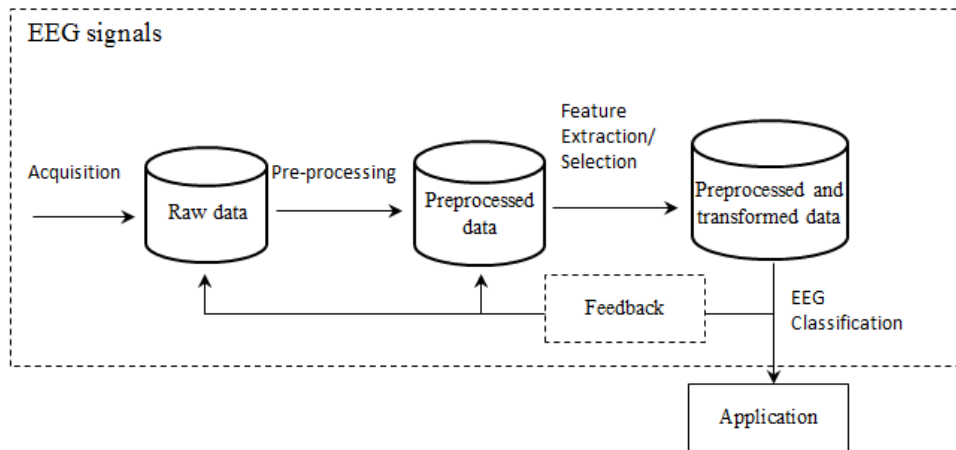 EEG signals
Feature
Extraction/
Selection
Acquisition
Pre-processing
Raw data
Preprocessed
data
Preprocessed and
transformed data
Feedback
EEG
Classification
Application